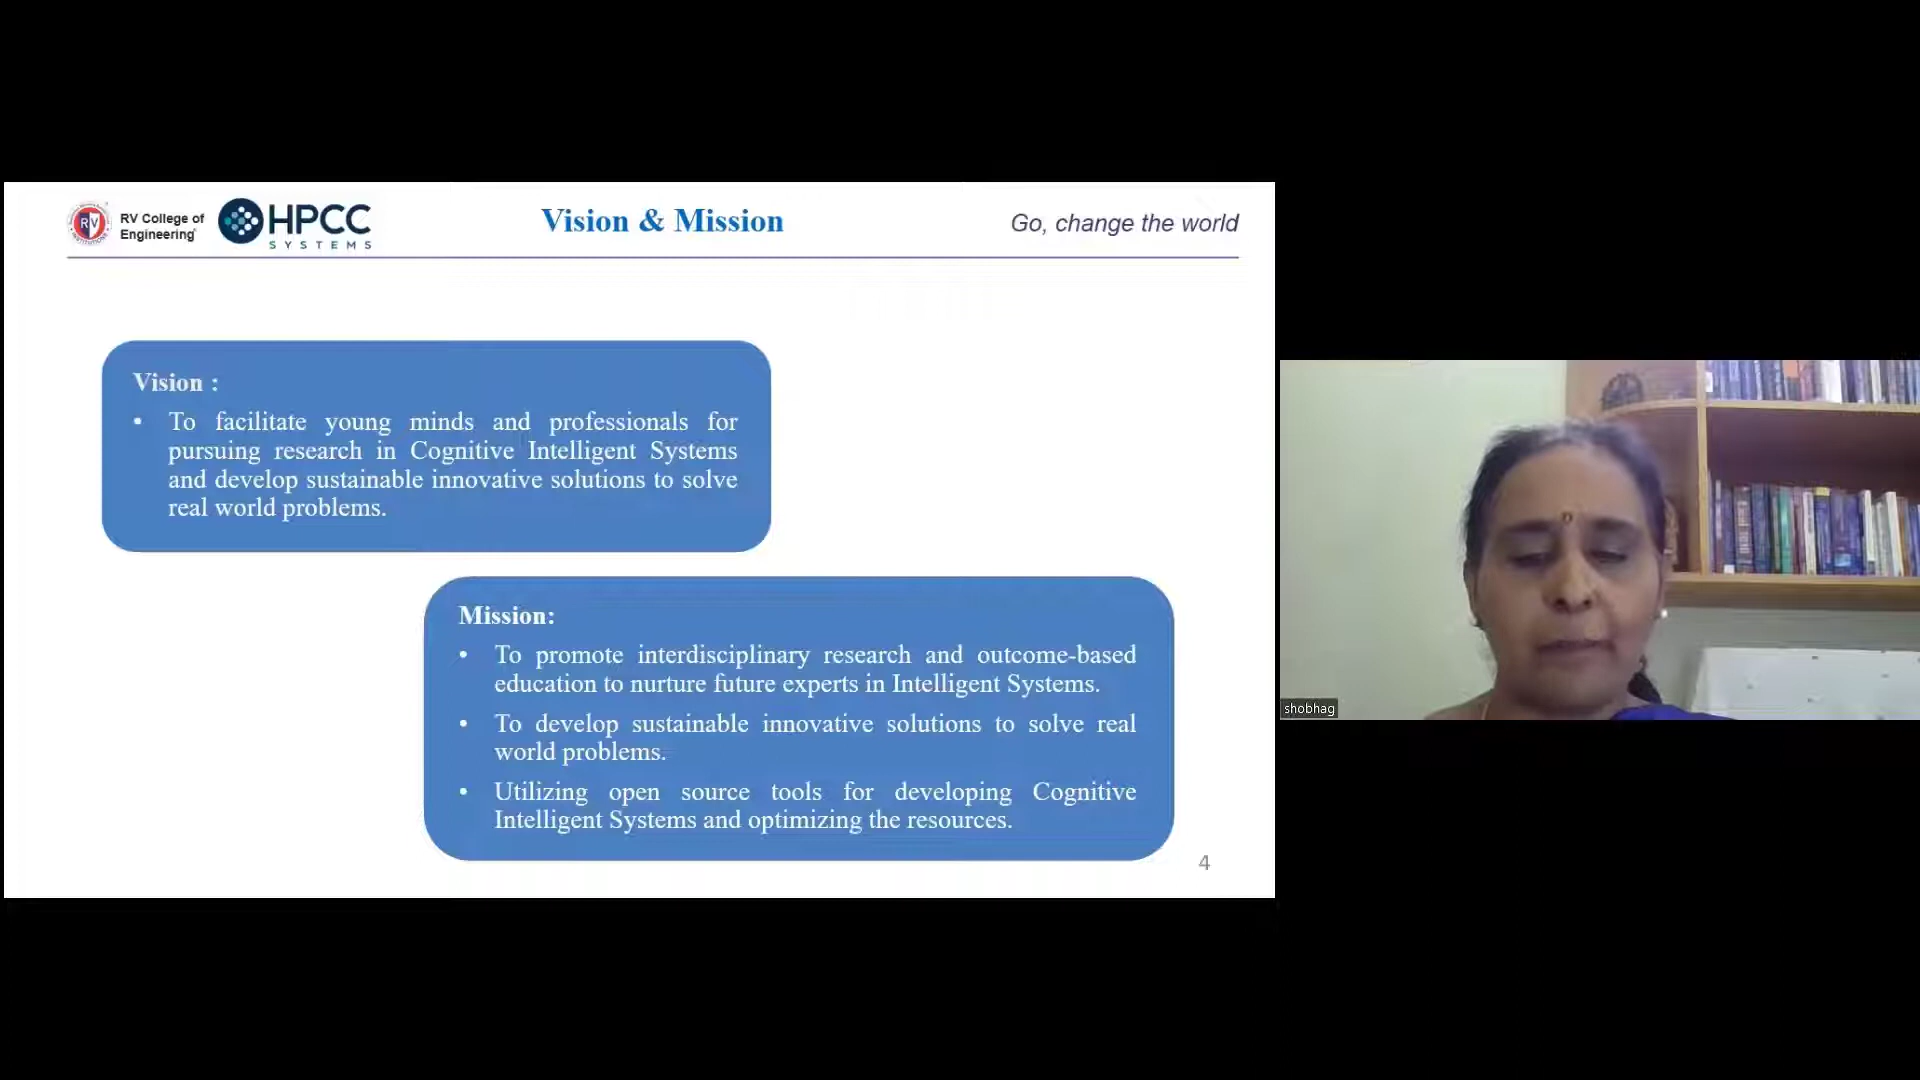 RV College of
Engineering
HPCC
SYSTEMS
Vision & Mission
Go, change the world
Vision :
• To facilitate young minds and professionals for
pursuing research in Cognitive Intelligent Systems
and develop sustainable innovative solutions to solve
real world problems.
Mission:
• To promote interdisciplinary research and outcome-based
education to nurture future experts in Intelligent Systems.
• To develop sustainable innovative solutions to solve real
world problems.
• Utilizing open source tools for developing Cognitive
Intelligent Systems and optimizing the resources.
4
shobhag